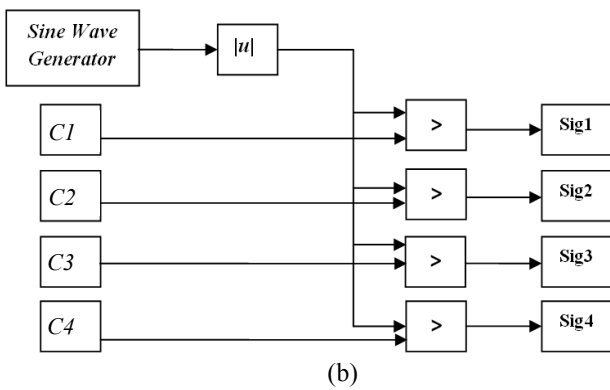 Sine Wave
Generator
|u|
C1
>
Sig1
C2
>
Sig2
C3
>
Sig3
C4
>
Sig4
(b)